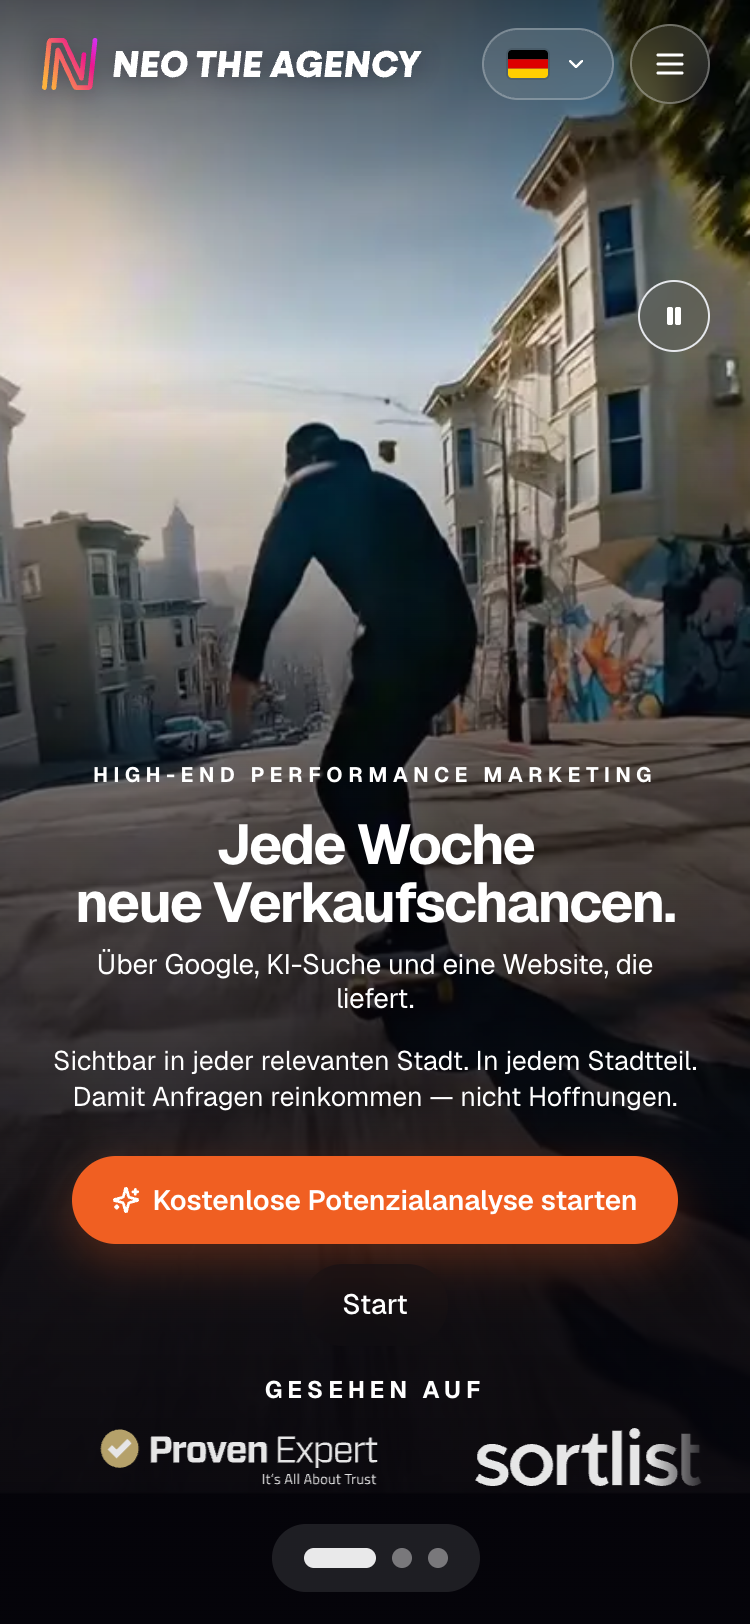 NEO THE AGENCY
HIGH-END PERFORMANCE MARKETING
Jede Woche
neue Verkaufschancen.
Über Google, KI-Suche und eine Website, die
liefert.
Sichtbar in jeder relevanten Stadt. In jedem Stadtteil.
Damit Anfragen reinkommen — nicht Hoffnungen.
Kostenlose Potenzialanalyse starten
Start
GESEHEN AUF
Proven Expert
It's All About Trust
sortlist